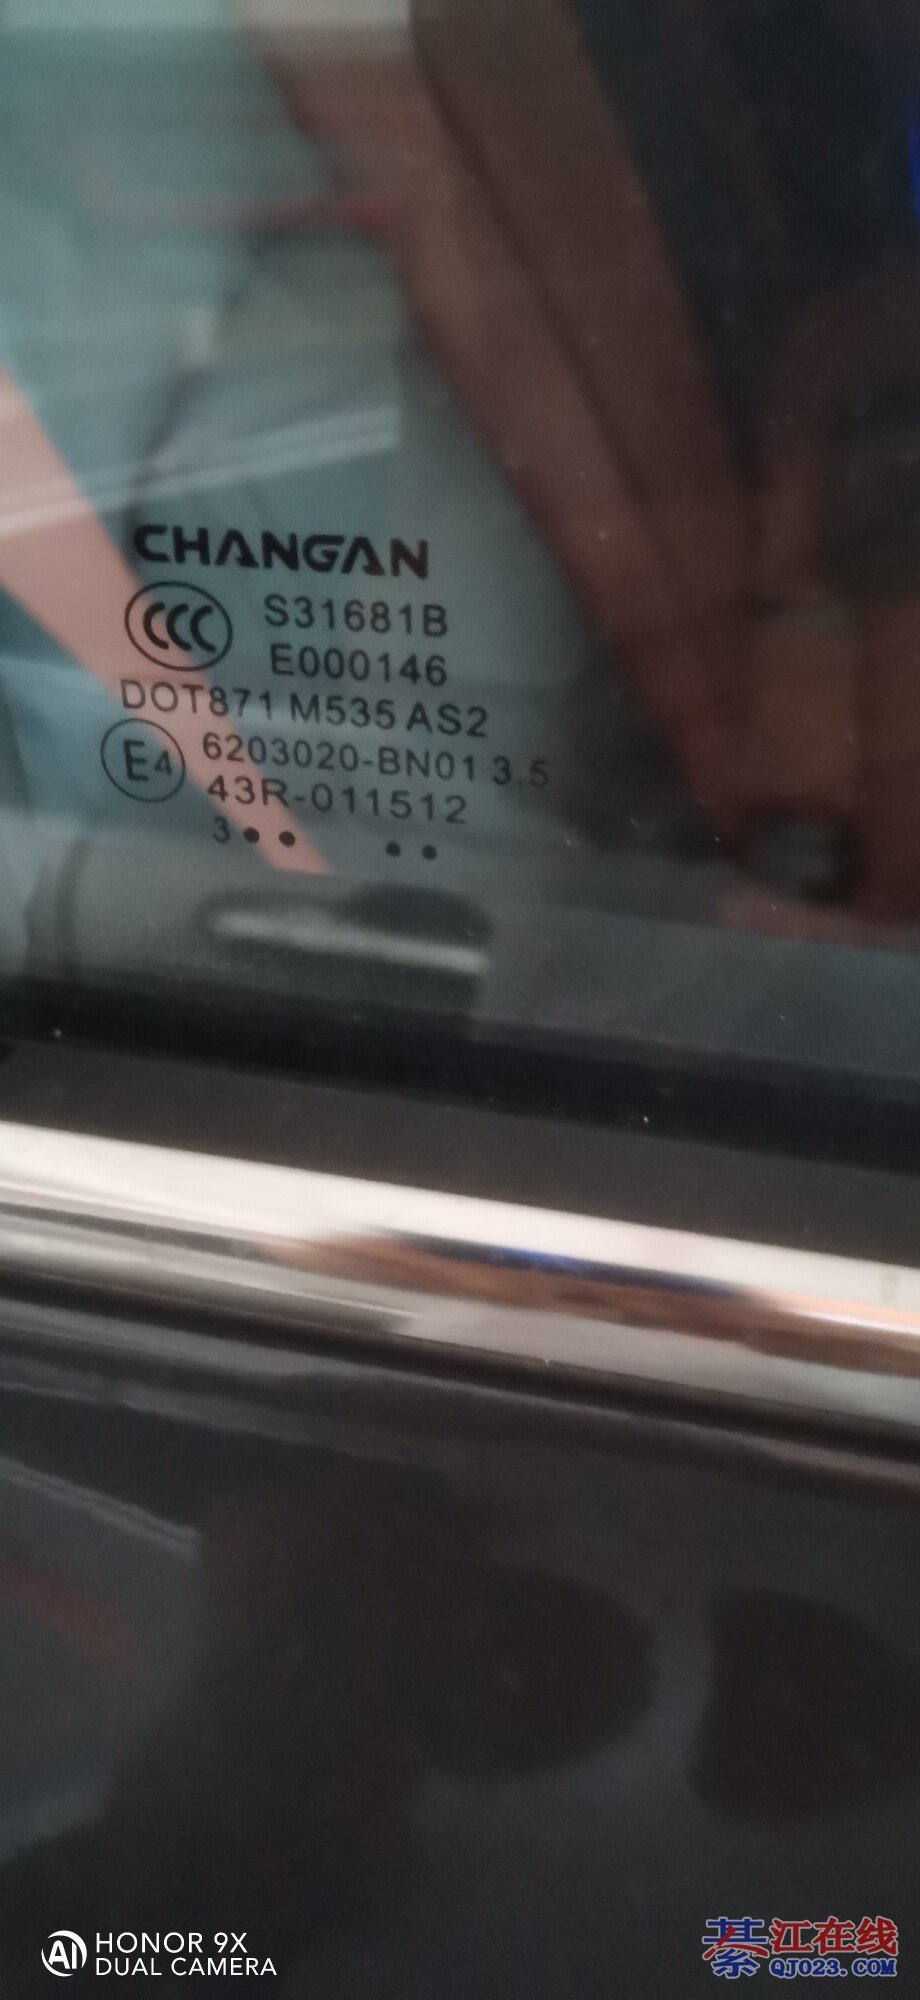 CHANGAN
CCC S31681B
E000146
DOT871 M535 AS2
E4 6203020-BN01 3.5
43R-011512
3●● ●●
AI HONOR 9X
DUAL CAMERA
綦江在线
QJ023.COM